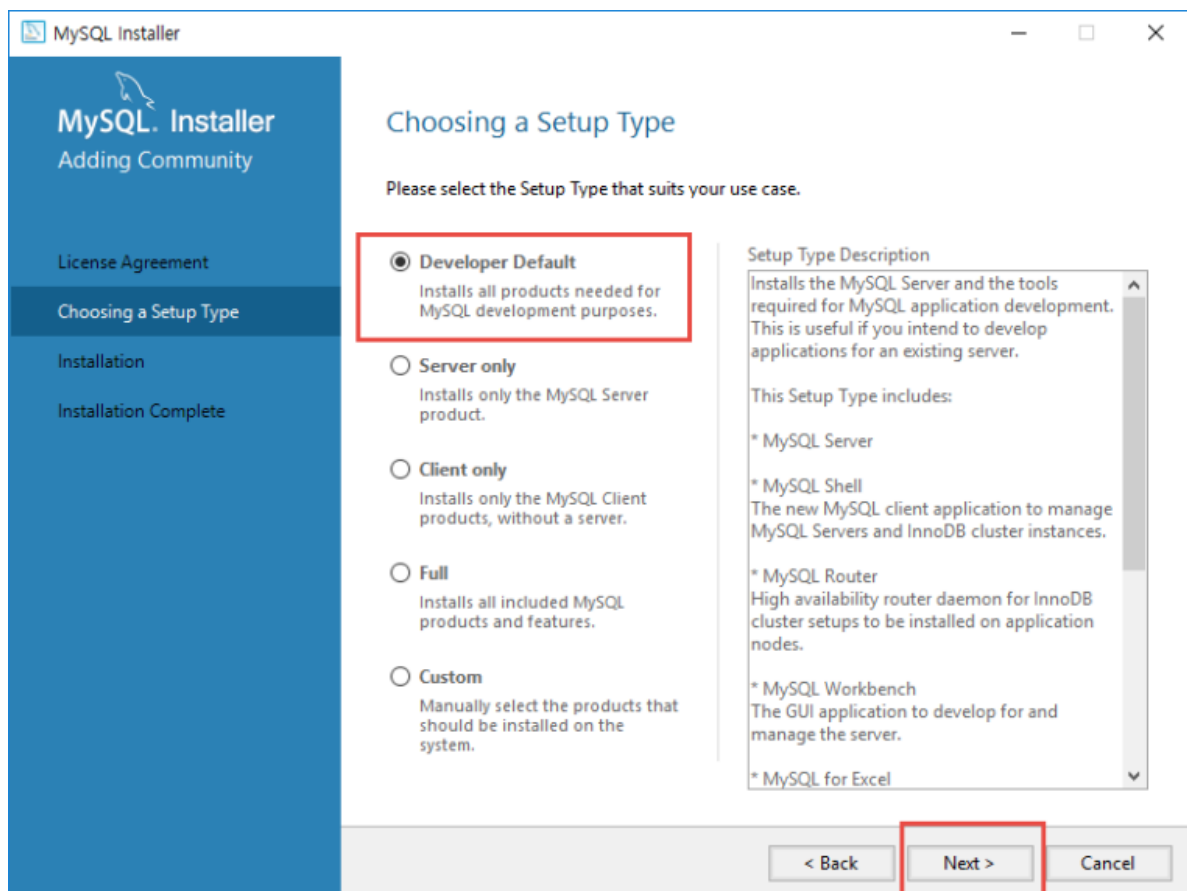 MySQL Installer
MySQL. Installer
Adding Community
License Agreement
Choosing a Setup Type
Installation
Installation Complete
Choosing a Setup Type
Please select the Setup Type that suits your use case.
Developer Default
Installs all products needed for
MySQL development purposes.
Server only
Installs only the MySQL Server
product.
Client only
Installs only the MySQL Client
products, without a server.
Full
Installs all included MySQL
products and features.
Custom
Manually select the products that
should be installed on the
system.
Setup Type Description
Installs the MySQL Server and the tools
required for MySQL application development.
This is useful if you intend to develop
applications for an existing server.
This Setup Type includes:
* MySQL Server
* MySQL Shell
The new MySQL client application to manage
MySQL Servers and InnoDB cluster instances.
* MySQL Router
High availability router daemon for InnoDB
cluster setups to be installed on application
nodes.
* MySQL Workbench
The GUI application to develop for and
manage the server.
* MySQL for Excel
< Back
Next >
Cancel